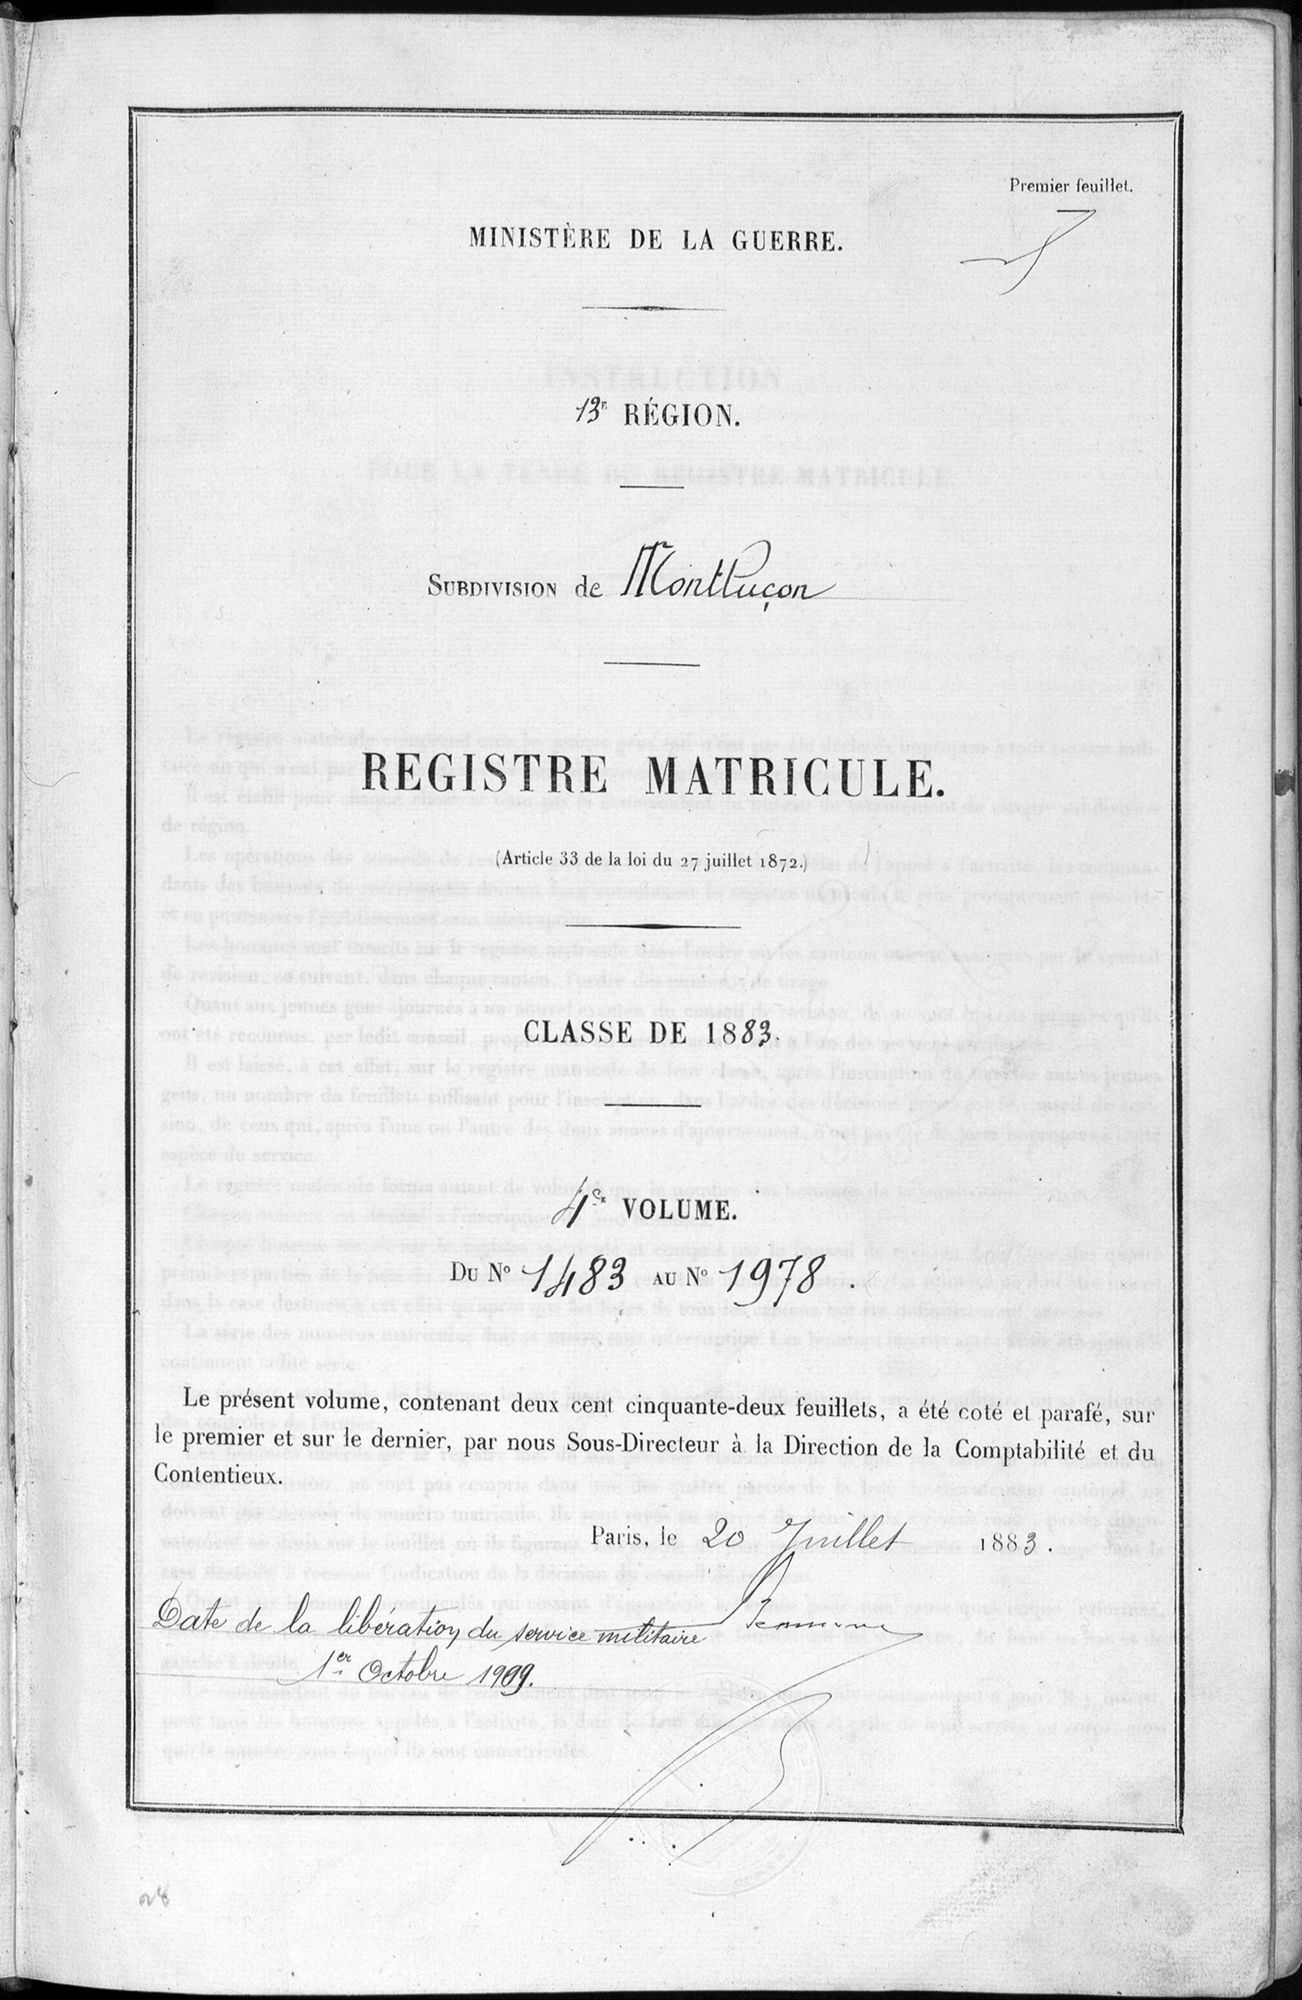 Premier feuillet.
MINISTÈRE DE LA GUERRE.
13e RÉGION.
SUBDIVISION de Montluçon
REGISTRE MATRICULE.
(Article 33 de la loi du 27 juillet 1872.)
CLASSE DE 1883.
4e VOLUME.
DU No 1483 AU No 1978.
Le présent volume, contenant deux cent cinquante-deux feuillets, a été coté et parafé, sur
le premier et sur le dernier, par nous Sous-Directeur à la Direction de la Comptabilité et du
Contentieux.
Paris, le 20 Juillet 1883.
Date de la libération du service militaire
1er Octobre 1909.
28